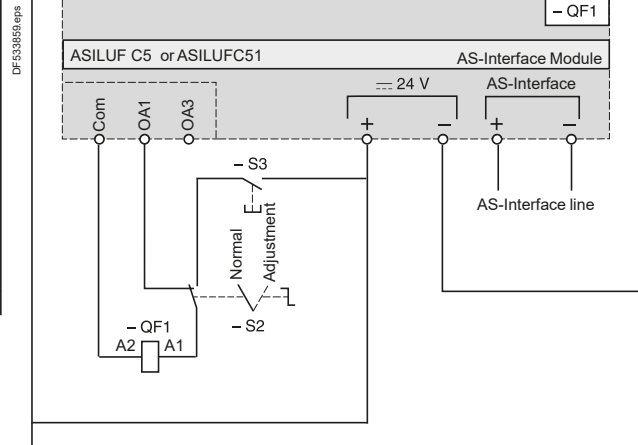 DF533859.eps
– QF1
ASILUF C5 or ASILUFC51
AS-Interface Module
24 V
AS-Interface
Com
OA1
OA3
+
–
+
–
– S3
AS-Interface line
Normal
Adjustment
– S2
– QF1
A2
A1